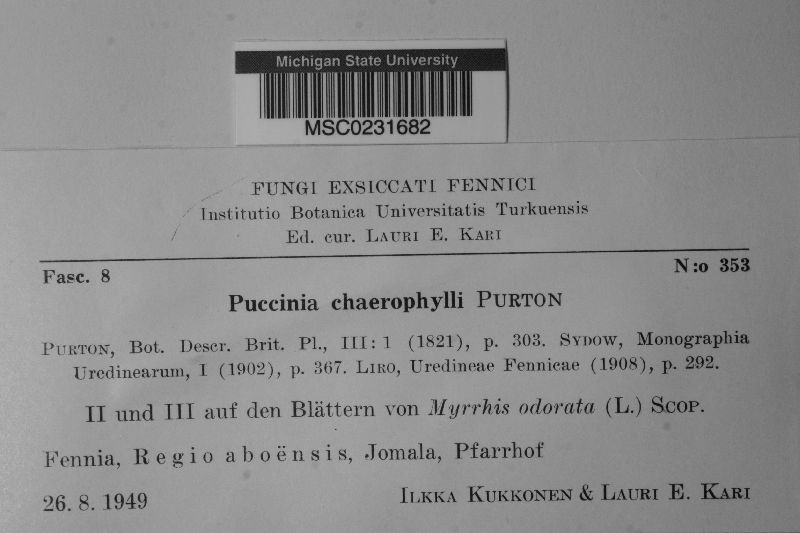 Michigan State University
MSC0231682
FUNGI EXSICCATI FENNICI
Institutio Botanica Universitatis Turkuensis
Ed. cur. LAURI E. KARI
Fasc. 8 N:o 353
Puccinia chaerophylli PURTON
PURTON, Bot. Descr. Brit. Pl., III: 1 (1821), p. 303. SYDOW, Monographia
Uredinearum, I (1902), p. 367. LIRO, Uredineae Fennicae (1908), p. 292.
II und III auf den Blättern von Myrrhis odorata (L.) SCOP.
Fennia, Regio aboënsis, Jomala, Pfarrhof
26. 8. 1949 ILKKA KUKKONEN & LAURI E. KARI